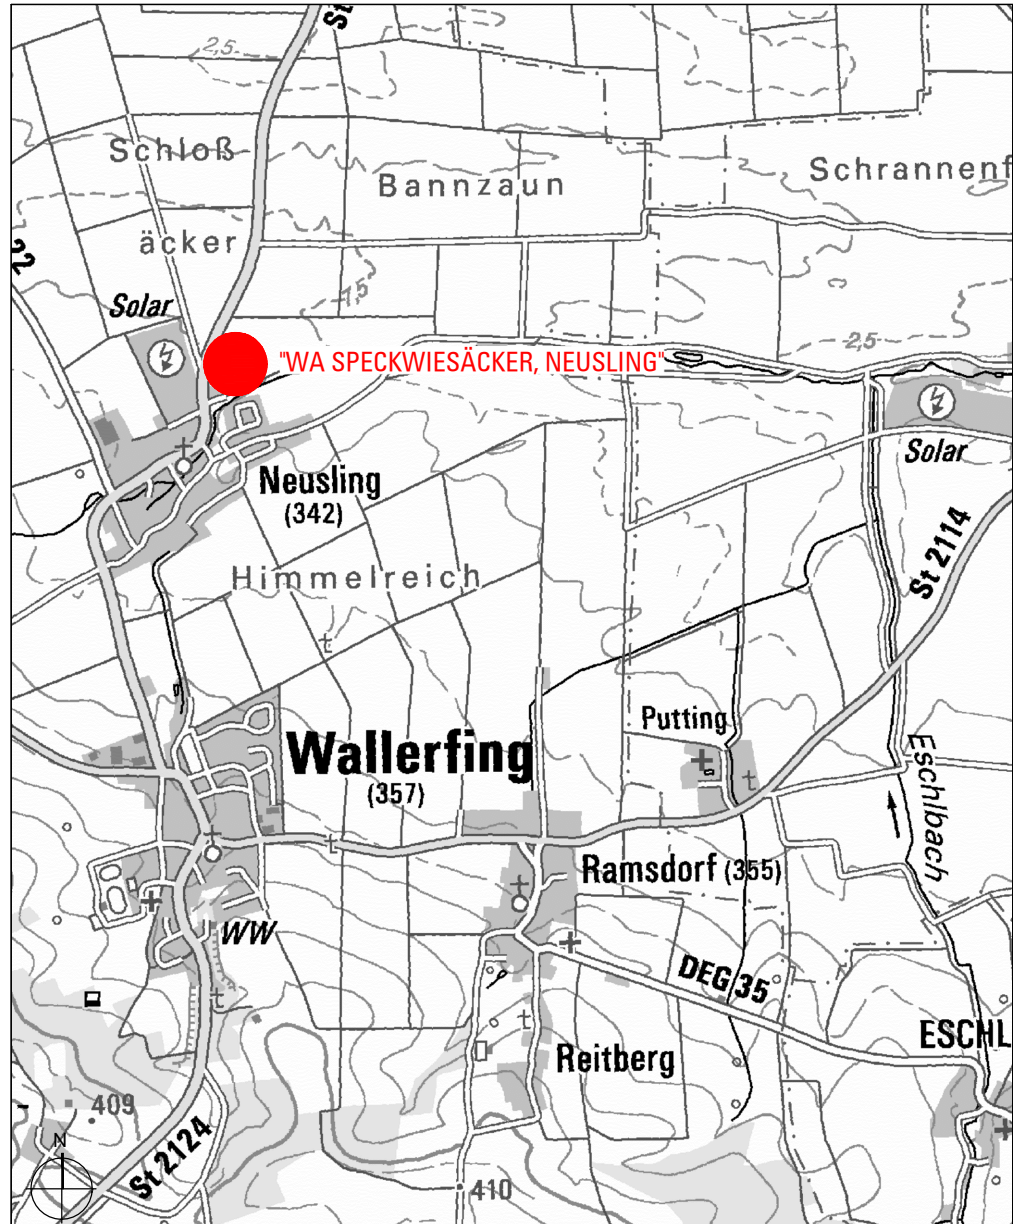 St
2,5
Schloß
äcker
Bannzaun
Schrannenf
22
1,5
Solar
"WA SPECKWIESÄCKER, NEUSLING"
2,5
Solar
Neusling
(342)
St 2114
Himmelreich
Putting
Wallerfing
(357)
Eschlbach
Ramsdorf (355)
WW
DEG 35
ESCHL
Reitberg
409
N
St 2124
410